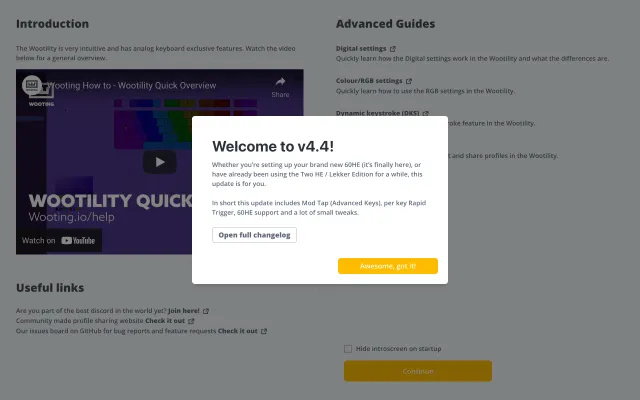 Introduction
The Wootility is very intuitive and has analog keyboard exclusive features. Watch the video
below for a general overview.
Wooting How to - Wootility Quick Overview
Share
WOOTING
WOOTILITY QUICK
Wooting.io/help
Watch on YouTube
Useful links
Are you part of the best discord in the world yet? Join here!
Community made profile sharing website Check it out
Our issues board on GitHub for bug reports and feature requests Check it out
Advanced Guides
Digital settings
Quickly learn how the Digital settings work in the Wootility and what the differences are.
Colour/RGB settings
Quickly learn how to use the RGB settings in the Wootility.
Dynamic keystroke (DKS)
oke feature in the Wootility.
and share profiles in the Wootility.
Welcome to v4.4!
Whether you're setting up your brand new 60HE (it's finally here), or
have already been using the Two HE / Lekker Edition for a while, this
update is for you.
In short this update includes Mod Tap (Advanced Keys), per key Rapid
Trigger, 60HE support and a lot of small tweaks.
Open full changelog
Awesome, got it!
Hide introscreen on startup
Continue